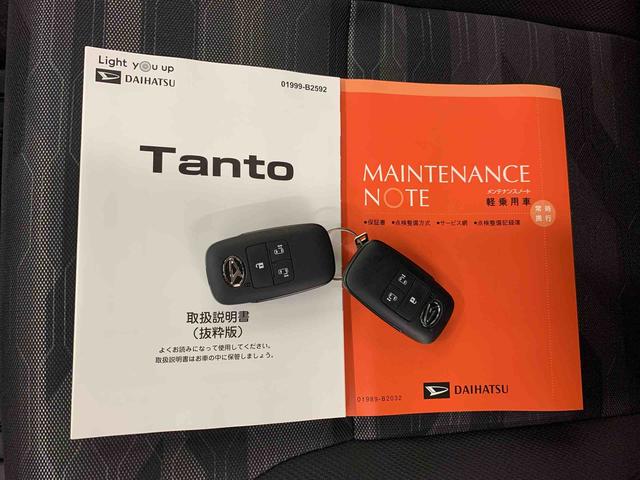 Light you up
DAIHATSU
01999-B2592
Tanto
取扱説明書
(抜粋版)
よくお読みになって使用してください。
取扱説明書はお車の中に保管しましょう。
MAINTENANCE
NOTE
メンテナンスノート
軽乗用車
常時
携行
●保証書 ●点検整備方式 ●サービス網 ●点検整備記録簿
01989-B2032
DAIHATSU